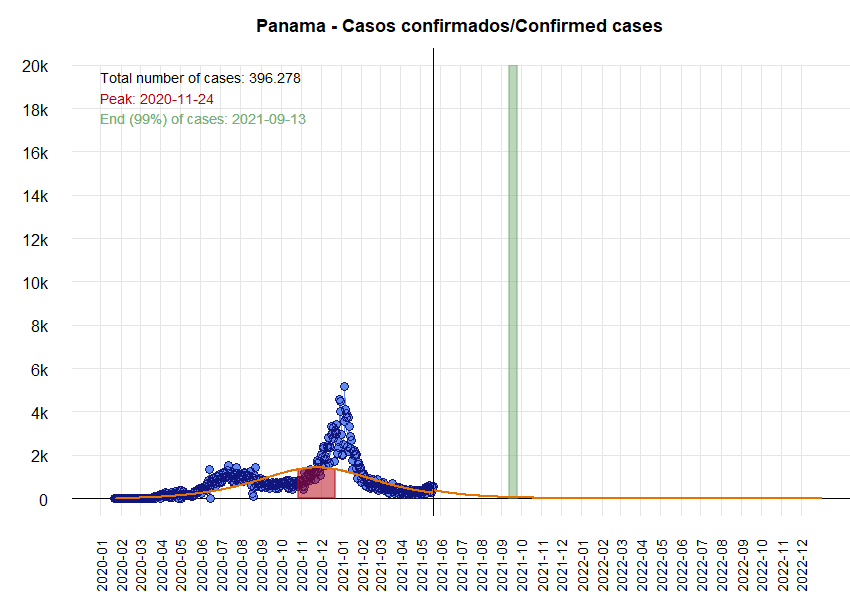 Panama - Casos confirmados/Confirmed cases
20k
18k
16k
14k
12k
10k
8k
6k
4k
2k
0
Total number of cases: 396.278
Peak: 2020-11-24
End (99%) of cases: 2021-09-13
2020-01
2020-02
2020-03
2020-04
2020-05
2020-06
2020-07
2020-08
2020-09
2020-10
2020-11
2020-12
2021-01
2021-02
2021-03
2021-04
2021-05
2021-06
2021-07
2021-08
2021-09
2021-10
2021-11
2021-12
2022-01
2022-02
2022-03
2022-04
2022-05
2022-06
2022-07
2022-08
2022-09
2022-10
2022-11
2022-12